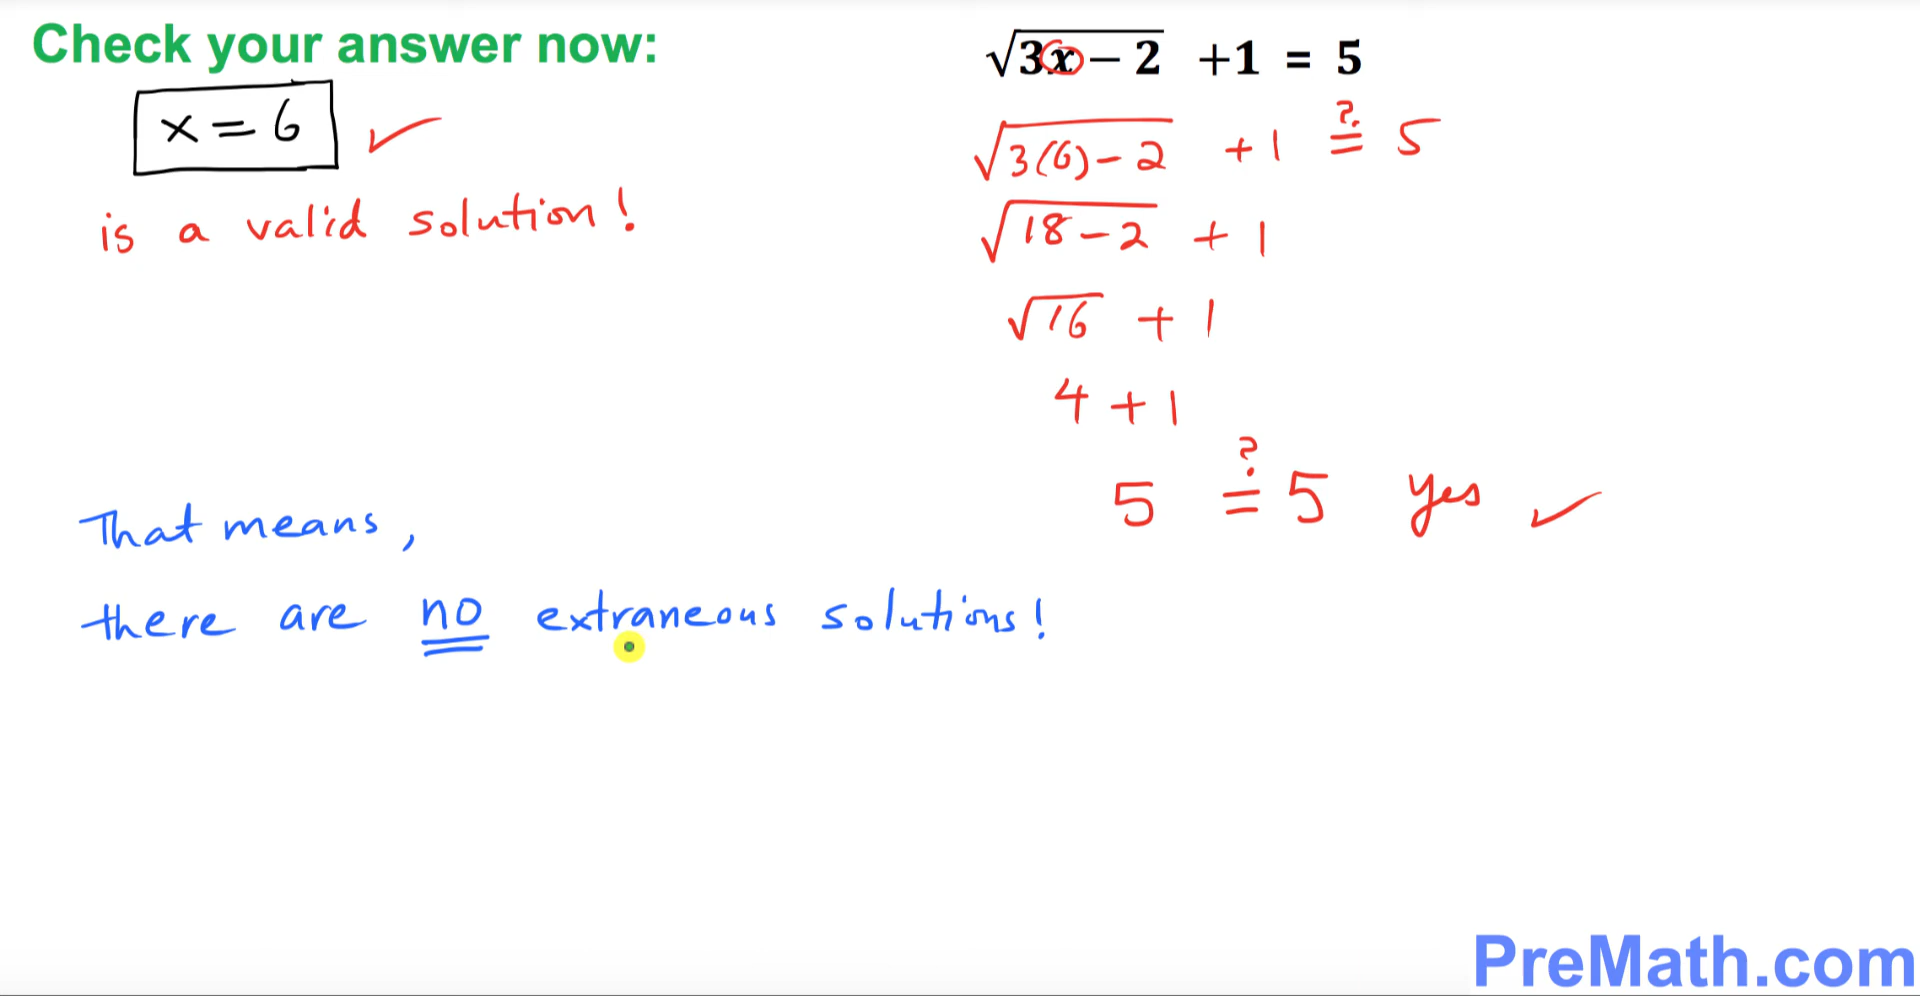 Check your answer now:
x = 6 ✓
is a valid solution!
√3x − 2 +1 = 5
√3(6) − 2 + 1 ≟ 5
√18 − 2 + 1
√16 + 1
4 + 1
5 ≟ 5 yes ✓
That means,
there are no extraneous solutions!
PreMath.com